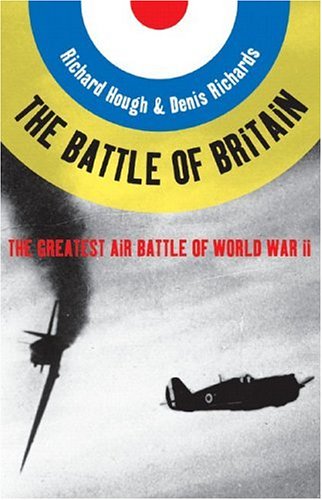 Richard Hough & Denis Richards
THE BATTLE OF BRiTAiN
THE GREATEST AiR BATTLE OF WORLD WAR ii